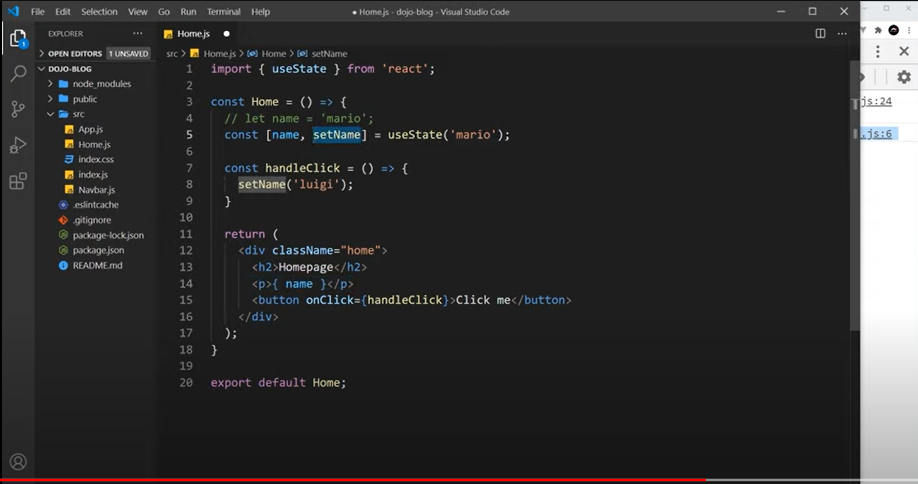 File Edit Selection View Go Run Terminal Help
● Home.js - dojo-blog - Visual Studio Code
EXPLORER
OPEN EDITORS 1 UNSAVED
DOJO-BLOG
node_modules
public
src
App.js
Home.js
index.css
index.js
Navbar.js
.eslintcache
.gitignore
package-lock.json
package.json
README.md
1
Home.js ●
src > Home.js > Home > setName
1 import { useState } from 'react';
2
3 const Home = () => {
4 // let name = 'mario';
5 const [name, setName] = useState('mario');
6
7 const handleClick = () => {
8 setName('luigi');
9 }
10
11 return (
12 <div className="home">
13 <h2>Homepage</h2>
14 <p>{ name }</p>
15 <button onClick={handleClick}>Click me</button>
16 </div>
17 );
18 }
19
20 export default Home;
js:24
.js:6